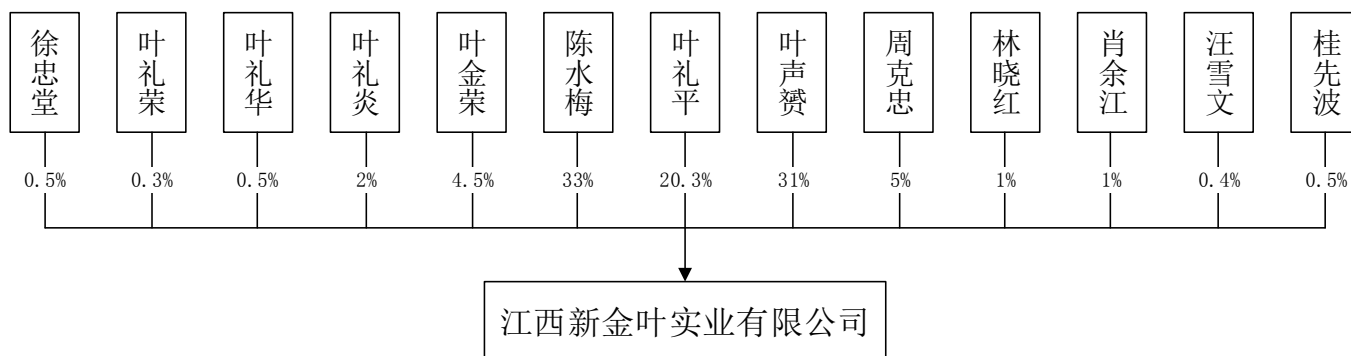 徐忠堂
叶礼荣
叶礼华
叶礼炎
叶金荣
陈水梅
叶礼平
叶声赟
周克忠
林晓红
肖余江
汪雪文
桂先波
0.5%
0.3%
0.5%
2%
4.5%
33%
20.3%
31%
5%
1%
1%
0.4%
0.5%
江西新金叶实业有限公司